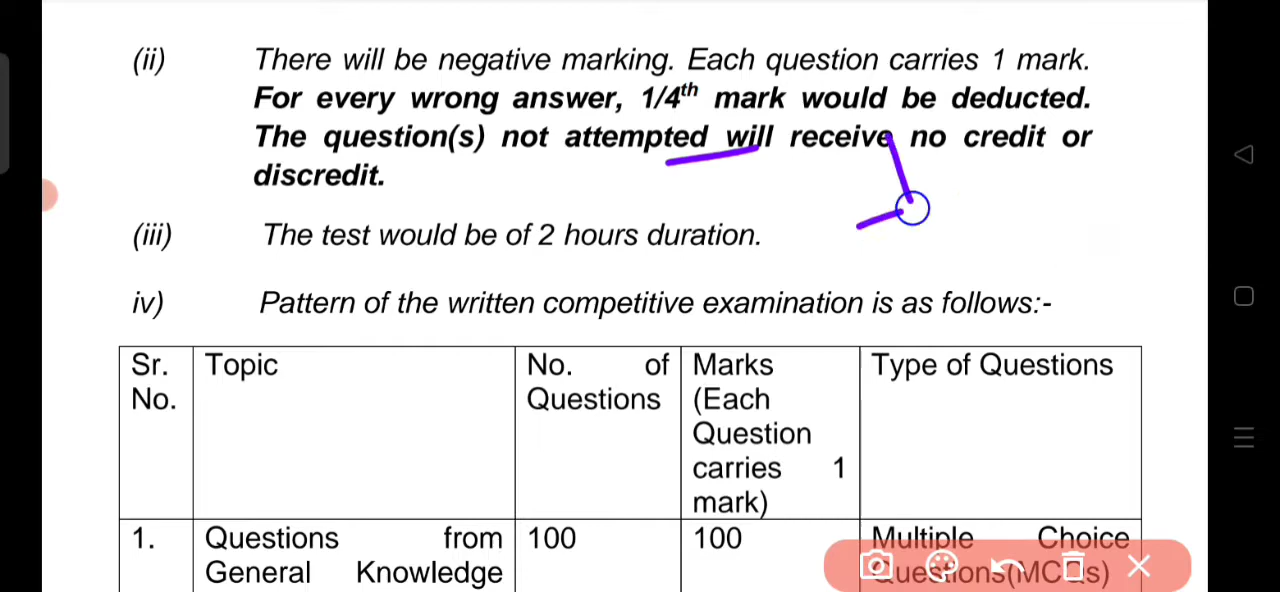 (ii) There will be negative marking. Each question carries 1 mark.
For every wrong answer, 1/4th mark would be deducted.
The question(s) not attempted will receive no credit or
discredit.
(iii) The test would be of 2 hours duration.
iv) Pattern of the written competitive examination is as follows:-
Sr. No.
Topic
No. of
Questions
Marks
(Each
Question
carries 1
mark)
Type of Questions
1.
Questions from
General Knowledge
100
100
Multiple Choice
Questions(MCQs)